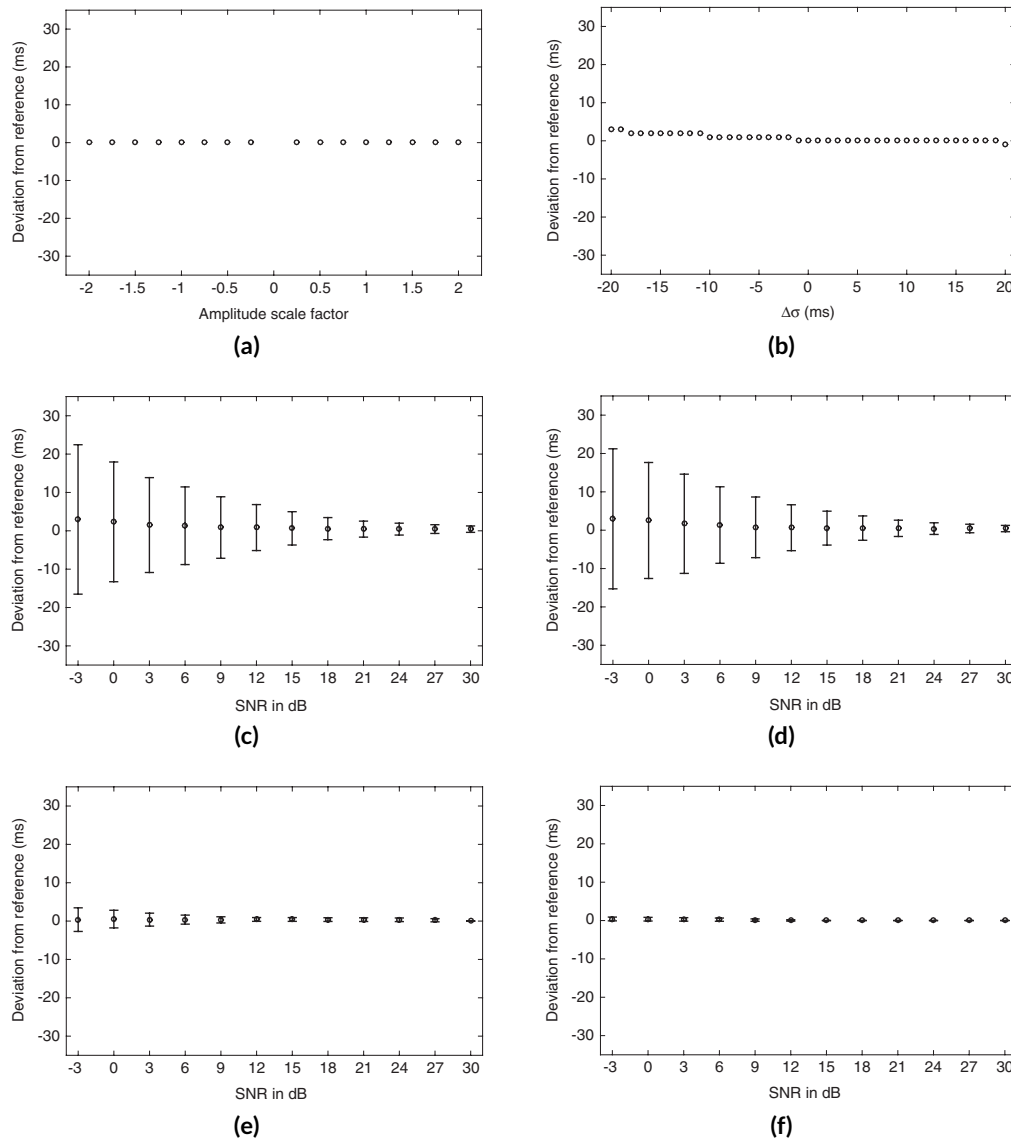 30
20
10
0
-10
-20
-30
Deviation from reference (ms)
-2 -1.5 -1 -0.5 0 0.5 1 1.5 2
Amplitude scale factor
(a)
30
20
10
0
-10
-20
-30
Deviation from reference (ms)
-20 -15 -10 -5 0 5 10 15 20
Δσ (ms)
(b)
30
20
10
0
-10
-20
-30
Deviation from reference (ms)
-3 0 3 6 9 12 15 18 21 24 27 30
SNR in dB
(c)
30
20
10
0
-10
-20
-30
Deviation from reference (ms)
-3 0 3 6 9 12 15 18 21 24 27 30
SNR in dB
(d)
30
20
10
0
-10
-20
-30
Deviation from reference (ms)
-3 0 3 6 9 12 15 18 21 24 27 30
SNR in dB
(e)
30
20
10
0
-10
-20
-30
Deviation from reference (ms)
-3 0 3 6 9 12 15 18 21 24 27 30
SNR in dB
(f)